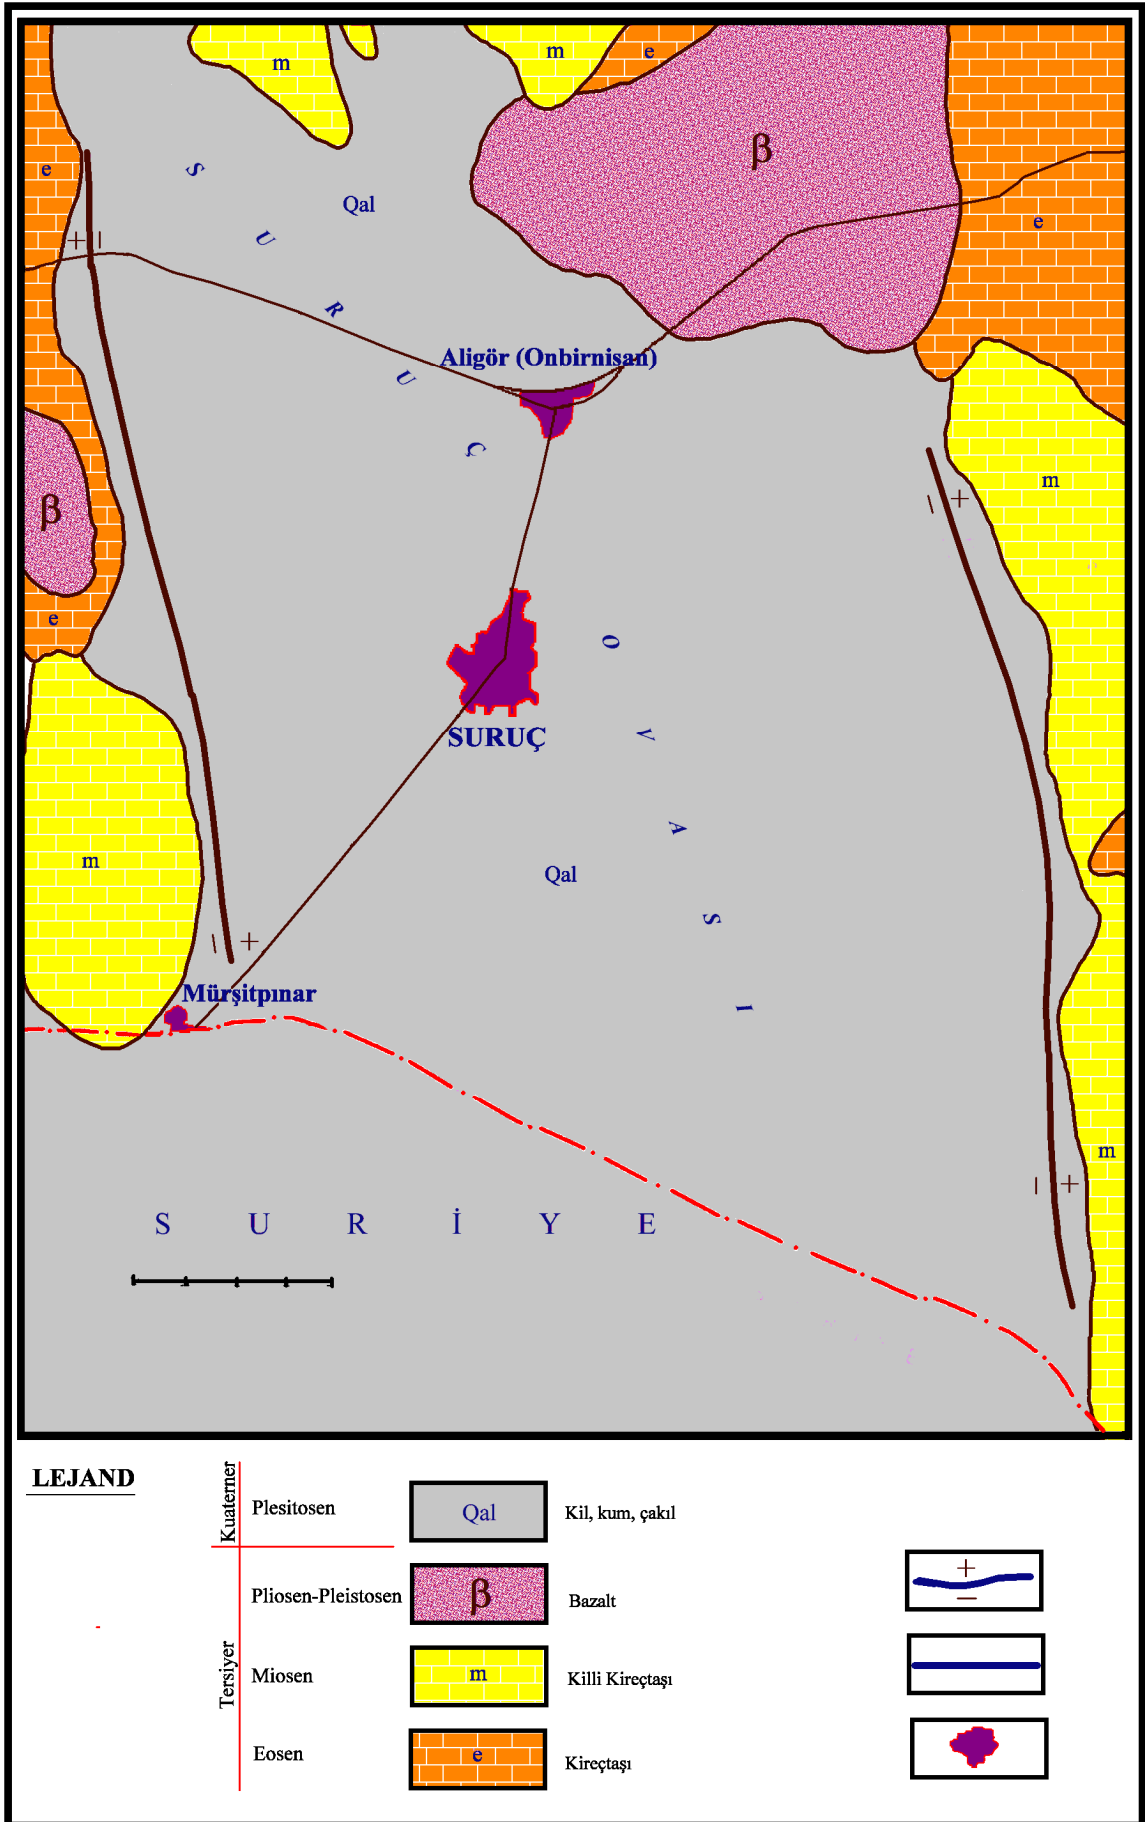 m
m
e
β
e
S
Qal
e
U
+ –
R
Aligör (Onbirnisan)
U
Ç
m
– +
β
e
O
SURUÇ
V
A
m
Qal
S
– +
Mürşitpınar
I
m
– +
S U R İ Y E
LEJAND
Kuaterner
Plesitosen
Qal
Kil, kum, çakıl
Tersiyer
Pliosen-Pleistosen
β
Bazalt
+
–
Miosen
m
Killi Kireçtaşı
Eosen
e
Kireçtaşı